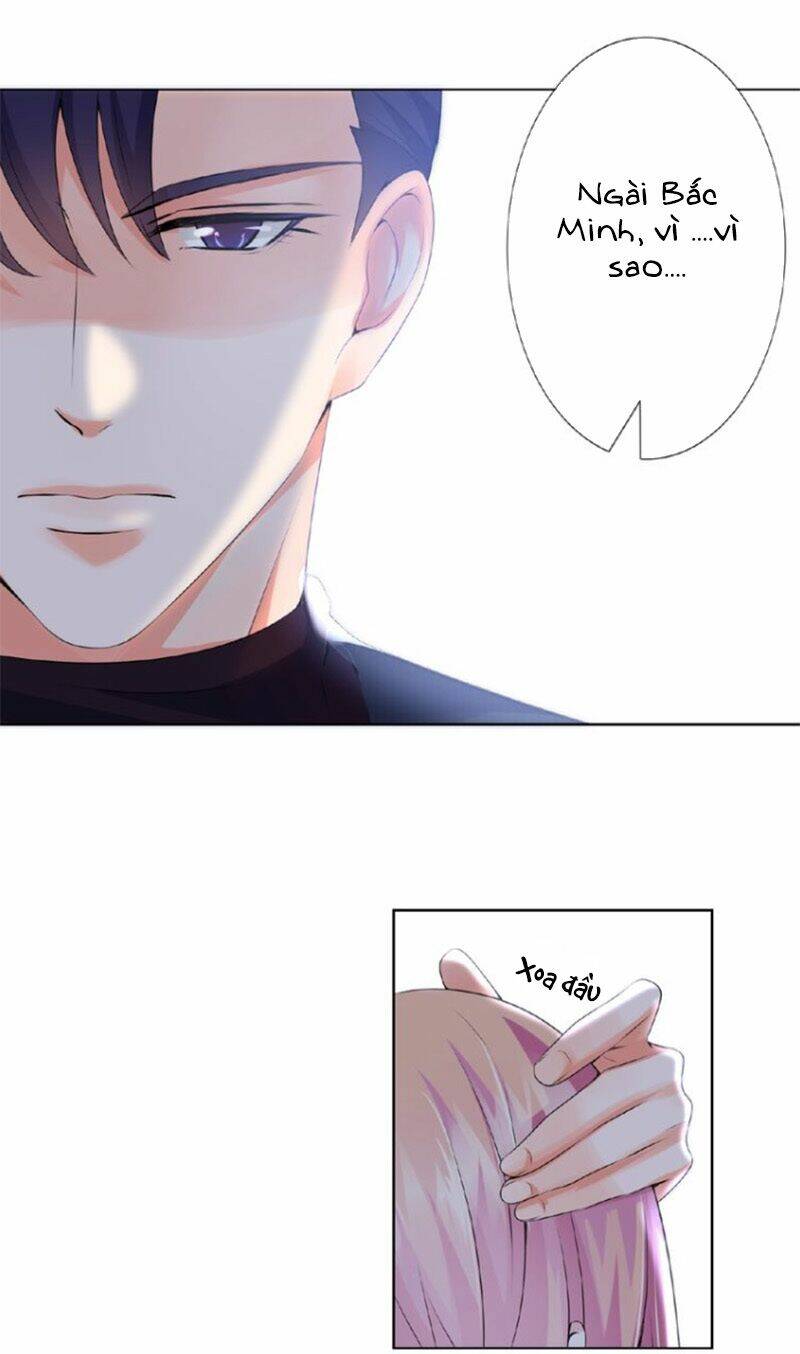 Ngài Bắc
Minh, vì ....vì
sao....
Xoa đầu